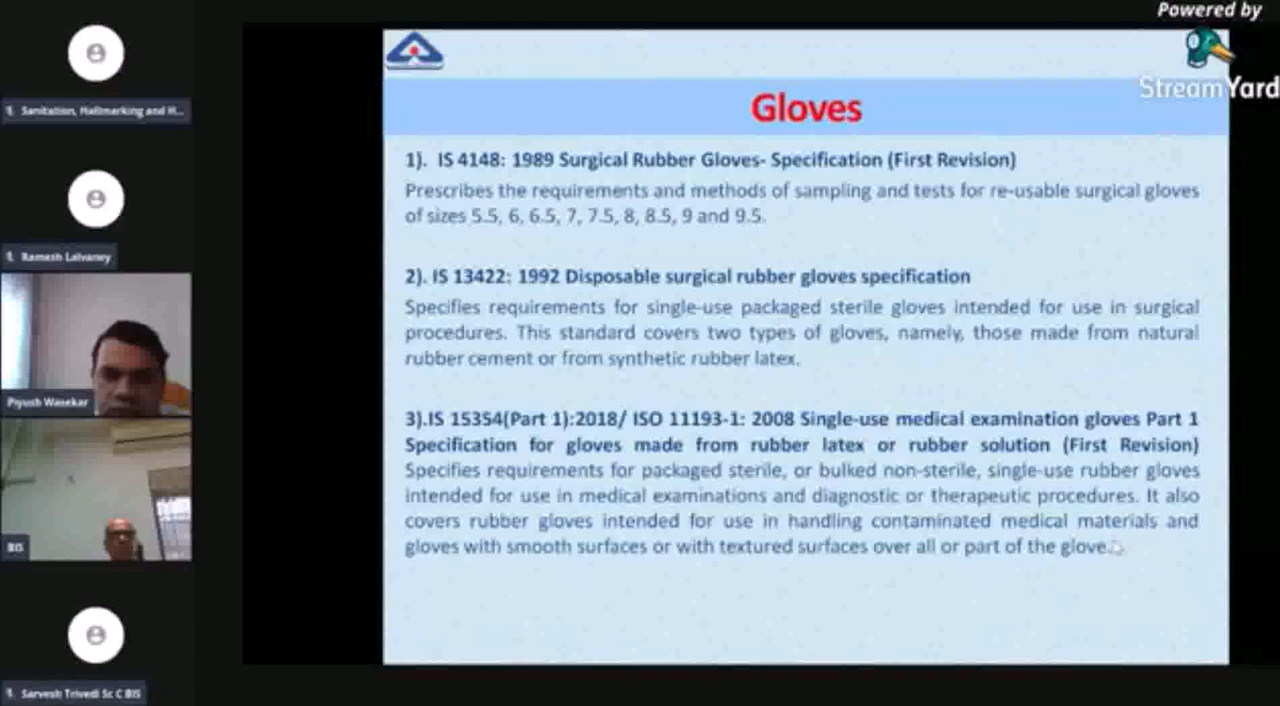 Powered by
StreamYard
Sanitation, Hallmarking and H...
Ramesh Lalvaney
Piyush Wasekar
BIS
Sarvesh Trivedi Sc C BIS
Gloves
1). IS 4148: 1989 Surgical Rubber Gloves- Specification (First Revision)
Prescribes the requirements and methods of sampling and tests for re-usable surgical gloves
of sizes 5.5, 6, 6.5, 7, 7.5, 8, 8.5, 9 and 9.5.
2). IS 13422: 1992 Disposable surgical rubber gloves specification
Specifies requirements for single-use packaged sterile gloves intended for use in surgical
procedures. This standard covers two types of gloves, namely, those made from natural
rubber cement or from synthetic rubber latex.
3).IS 15354(Part 1):2018/ ISO 11193-1: 2008 Single-use medical examination gloves Part 1
Specification for gloves made from rubber latex or rubber solution (First Revision)
Specifies requirements for packaged sterile, or bulked non-sterile, single-use rubber gloves
intended for use in medical examinations and diagnostic or therapeutic procedures. It also
covers rubber gloves intended for use in handling contaminated medical materials and
gloves with smooth surfaces or with textured surfaces over all or part of the glove.